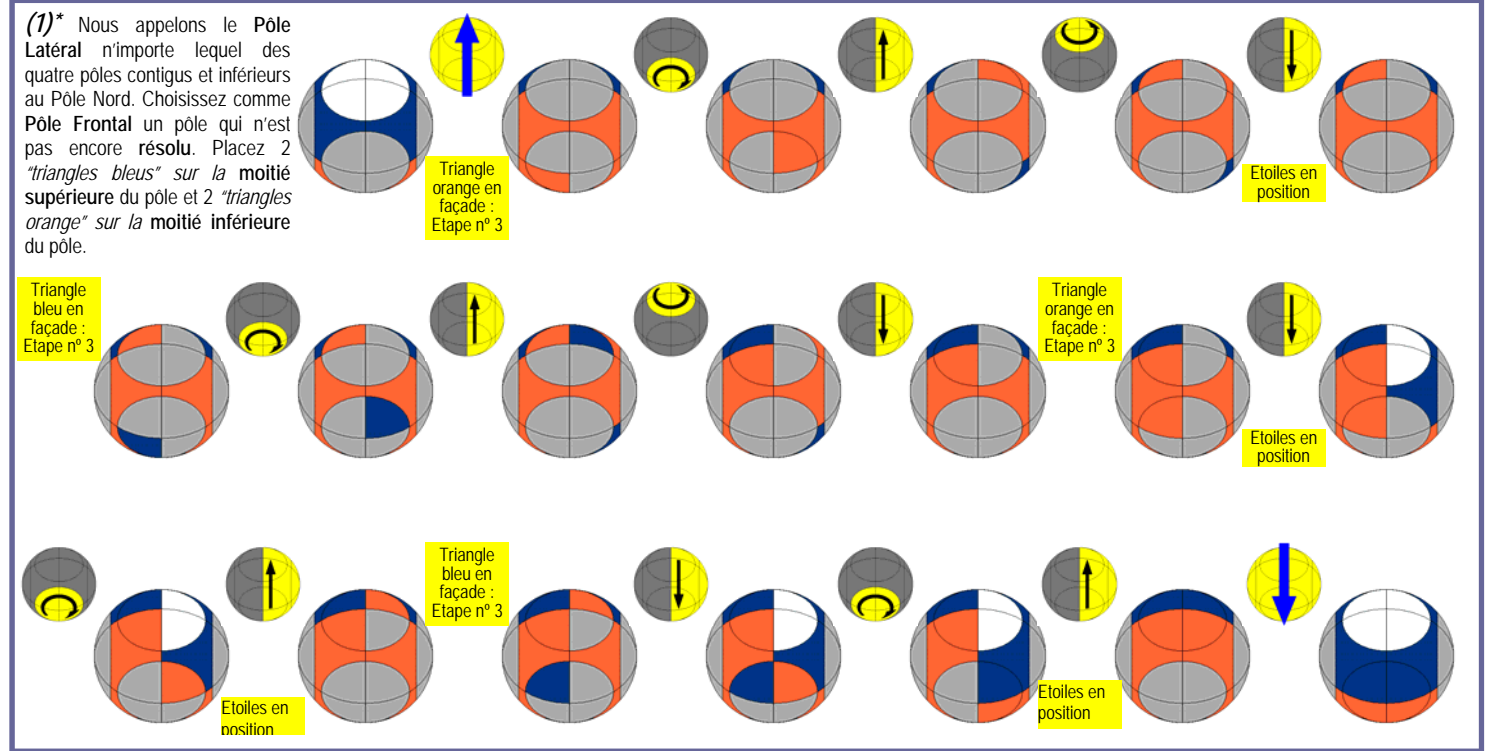 (1)* Nous appelons le Pôle
Latéral n'importe lequel des
quatre pôles contigus et inférieurs
au Pôle Nord. Choisissez comme
Pôle Frontal un pôle qui n'est
pas encore résolu. Placez 2
"triangles bleus" sur la moitié
supérieure du pôle et 2 "triangles
orange" sur la moitié inférieure
du pôle.
Triangle
orange en
façade :
Etape nº 3
Etoiles en
position
Triangle
bleu en
façade :
Etape nº 3
Triangle
orange en
façade :
Etape nº 3
Etoiles en
position
Etoiles en
position
Triangle
bleu en
façade :
Etape nº 3
Etoiles en
position